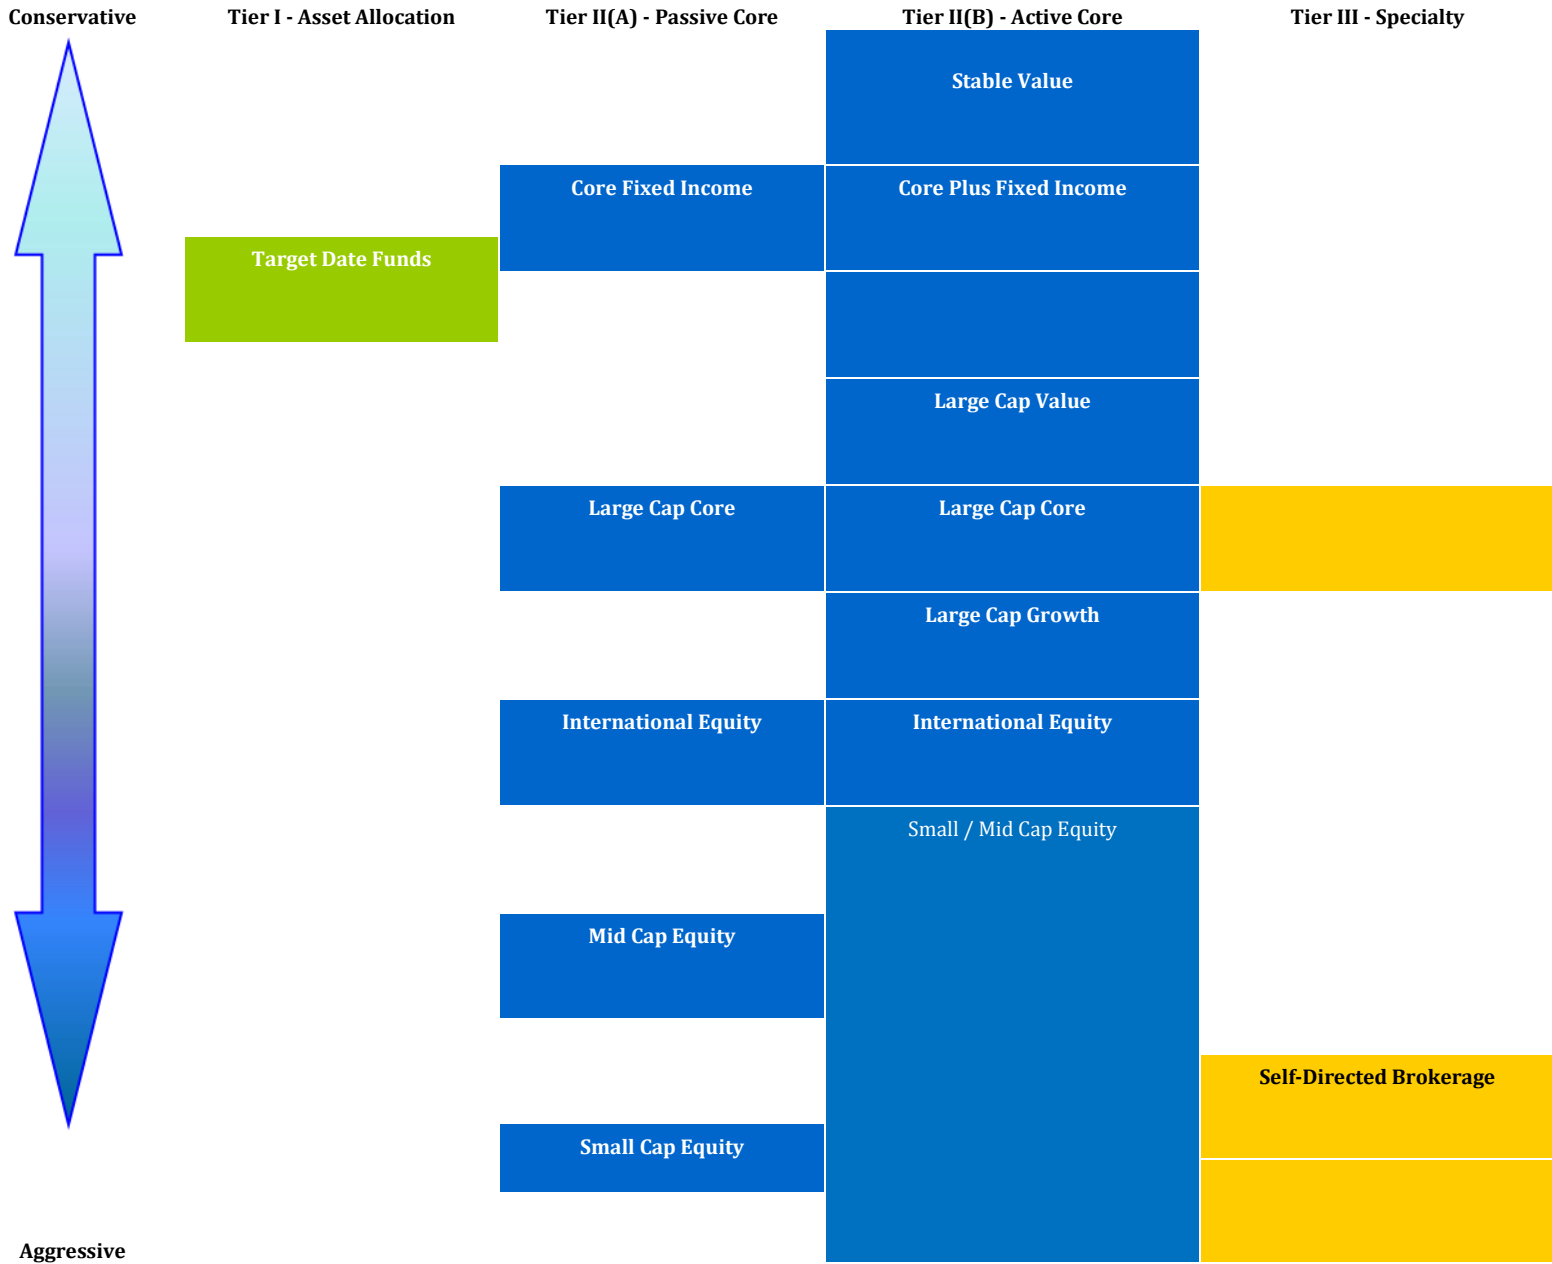 Conservative
Tier I - Asset Allocation
Tier II(A) - Passive Core
Tier II(B) - Active Core
Tier III - Specialty
Stable Value
Core Fixed Income
Core Plus Fixed Income
Target Date Funds
Large Cap Value
Large Cap Core
Large Cap Core
Large Cap Growth
International Equity
International Equity
Small / Mid Cap Equity
Mid Cap Equity
Self-Directed Brokerage
Small Cap Equity
Aggressive